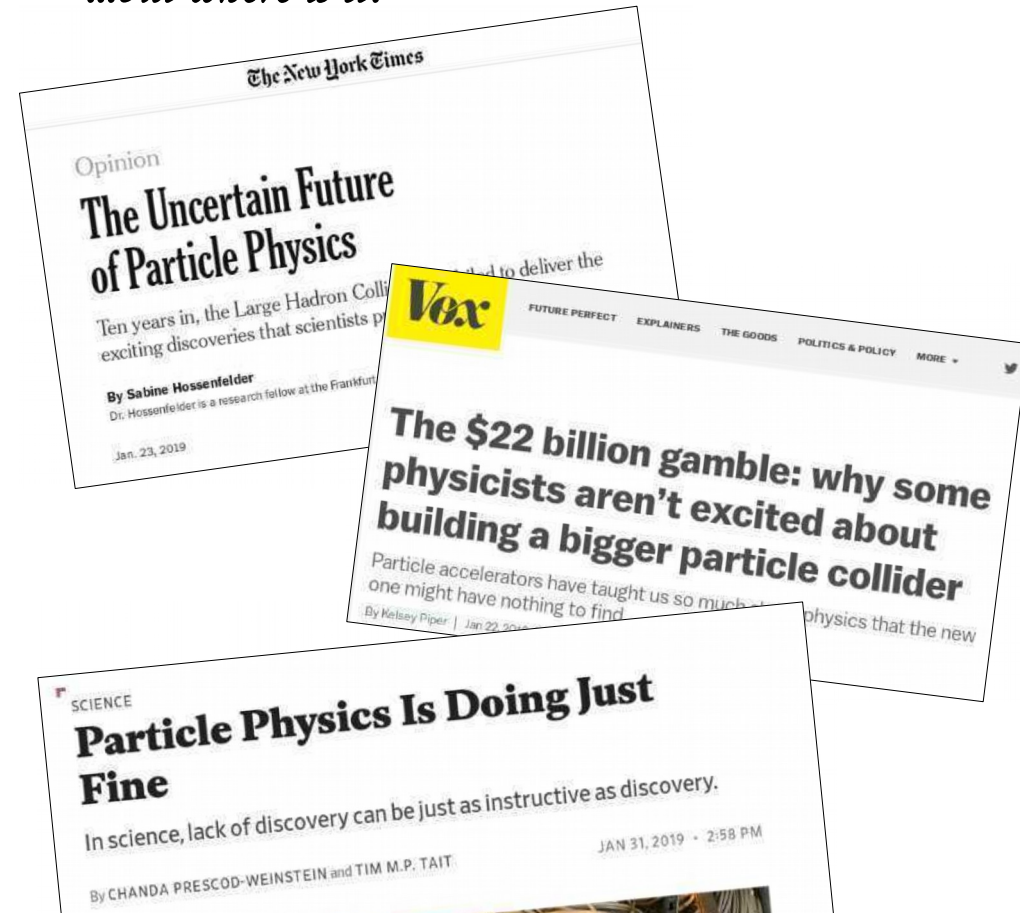 The New York Times
Opinion
The Uncertain Future
of Particle Physics
Ten years in, the Large Hadron to deliver the
exciting discoveries that scientists
By Sabine Hossenfelder
Dr. Hossenfelder is a research fellow at the Frankfurt
Jan. 23, 2019
Vox
FUTURE PERFECT EXPLAINERS THE GOODS POLITICS & POLICY MORE
The $22 billion gamble: why some
physicists aren't excited about
building a bigger particle collider
Particle accelerators have taught us so much physics that the new
one might have nothing to find
By Kelsey Piper | Jan 22,
SCIENCE
Particle Physics Is Doing Just
Fine
In science, lack of discovery can be just as instructive as discovery.
JAN 31, 2019 • 2:58 PM
By CHANDA PRESCOD-WEINSTEIN and TIM M.P. TAIT